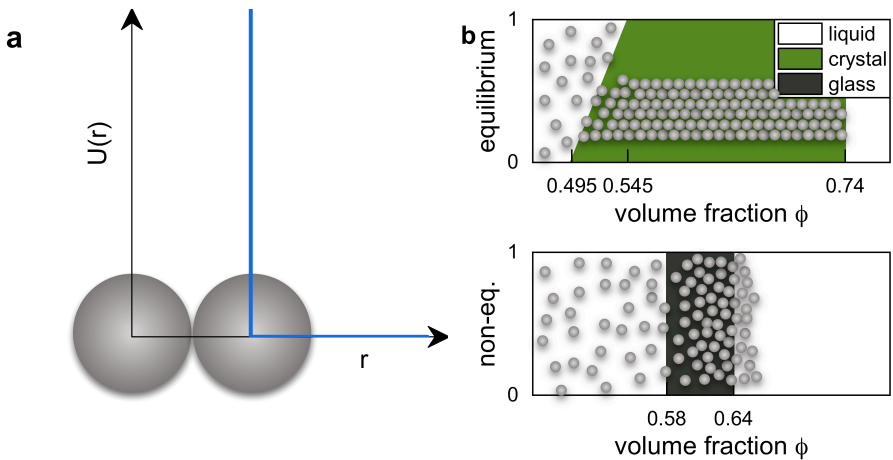 a
U(r)
r
b
equilibrium
1
0
liquid
crystal
glass
0.495 0.545 0.74
volume fraction ϕ
non-eq.
1
0
0.58 0.64
volume fraction ϕ